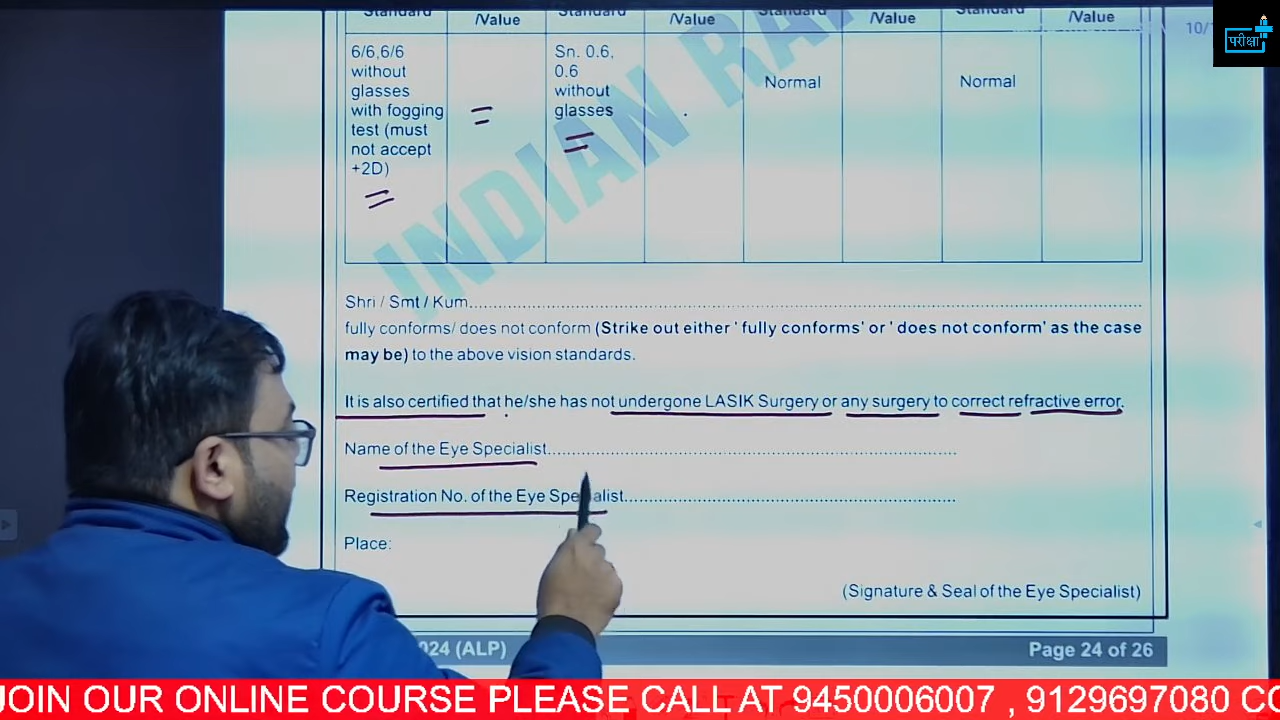 Standard /Value Standard /Value Standard /Value Standard /Value
10/1
परीक्षा
6/6,6/6
without
glasses
with fogging
test (must
not accept
+2D)
Sn. 0.6,
0.6
without
glasses
Normal
Normal
INDIAN RA
Shri / Smt / Kum
fully conforms/ does not conform (Strike out either ' fully conforms' or ' does not conform' as the case
may be) to the above vision standards.
It is also certified that he/she has not undergone LASIK Surgery or any surgery to correct refractive error.
Name of the Eye Specialist
Registration No. of the Eye Specialist
Place:
(Signature & Seal of the Eye Specialist)
024 (ALP)
Page 24 of 26
JOIN OUR ONLINE COURSE PLEASE CALL AT 9450006007 , 9129697080 CO